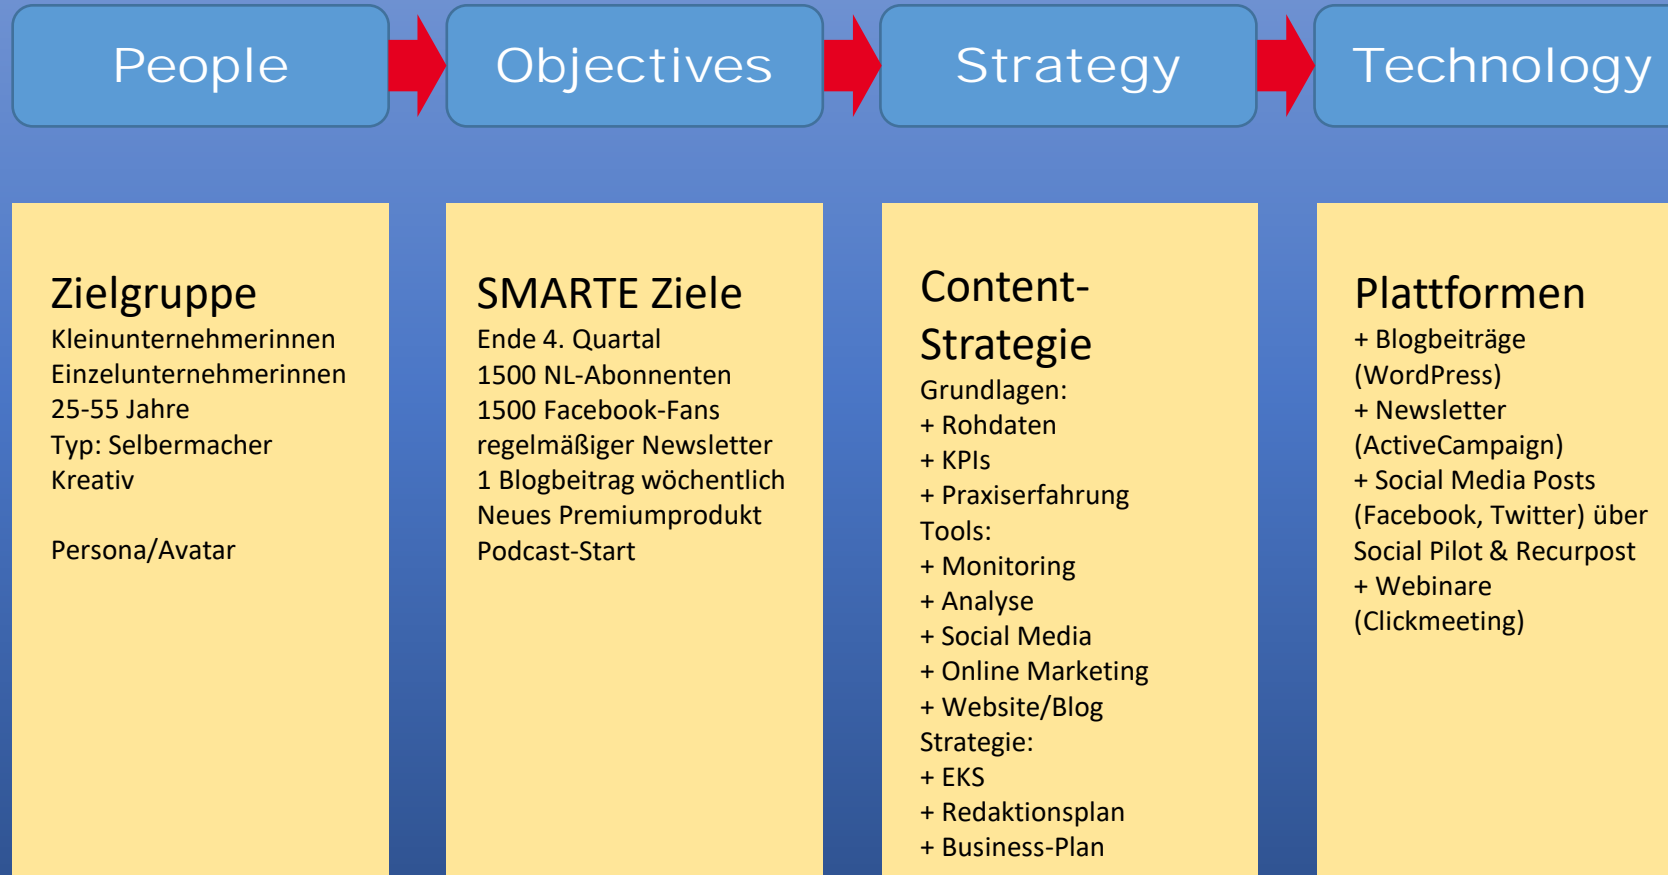 People
Objectives
Strategy
Technology
Zielgruppe
Kleinunternehmerinnen
Einzelunternehmerinnen
25-55 Jahre
Typ: Selbermacher
Kreativ
Persona/Avatar
SMARTE Ziele
Ende 4. Quartal
1500 NL-Abonnenten
1500 Facebook-Fans
regelmäßiger Newsletter
1 Blogbeitrag wöchentlich
Neues Premiumprodukt
Podcast-Start
Content-
Strategie
Grundlagen:
+ Rohdaten
+ KPIs
+ Praxiserfahrung
Tools:
+ Monitoring
+ Analyse
+ Social Media
+ Online Marketing
+ Website/Blog
Strategie:
+ EKS
+ Redaktionsplan
+ Business-Plan
Plattformen
+ Blogbeiträge
(WordPress)
+ Newsletter
(ActiveCampaign)
+ Social Media Posts
(Facebook, Twitter) über
Social Pilot & Recurpost
+ Webinare
(Clickmeeting)